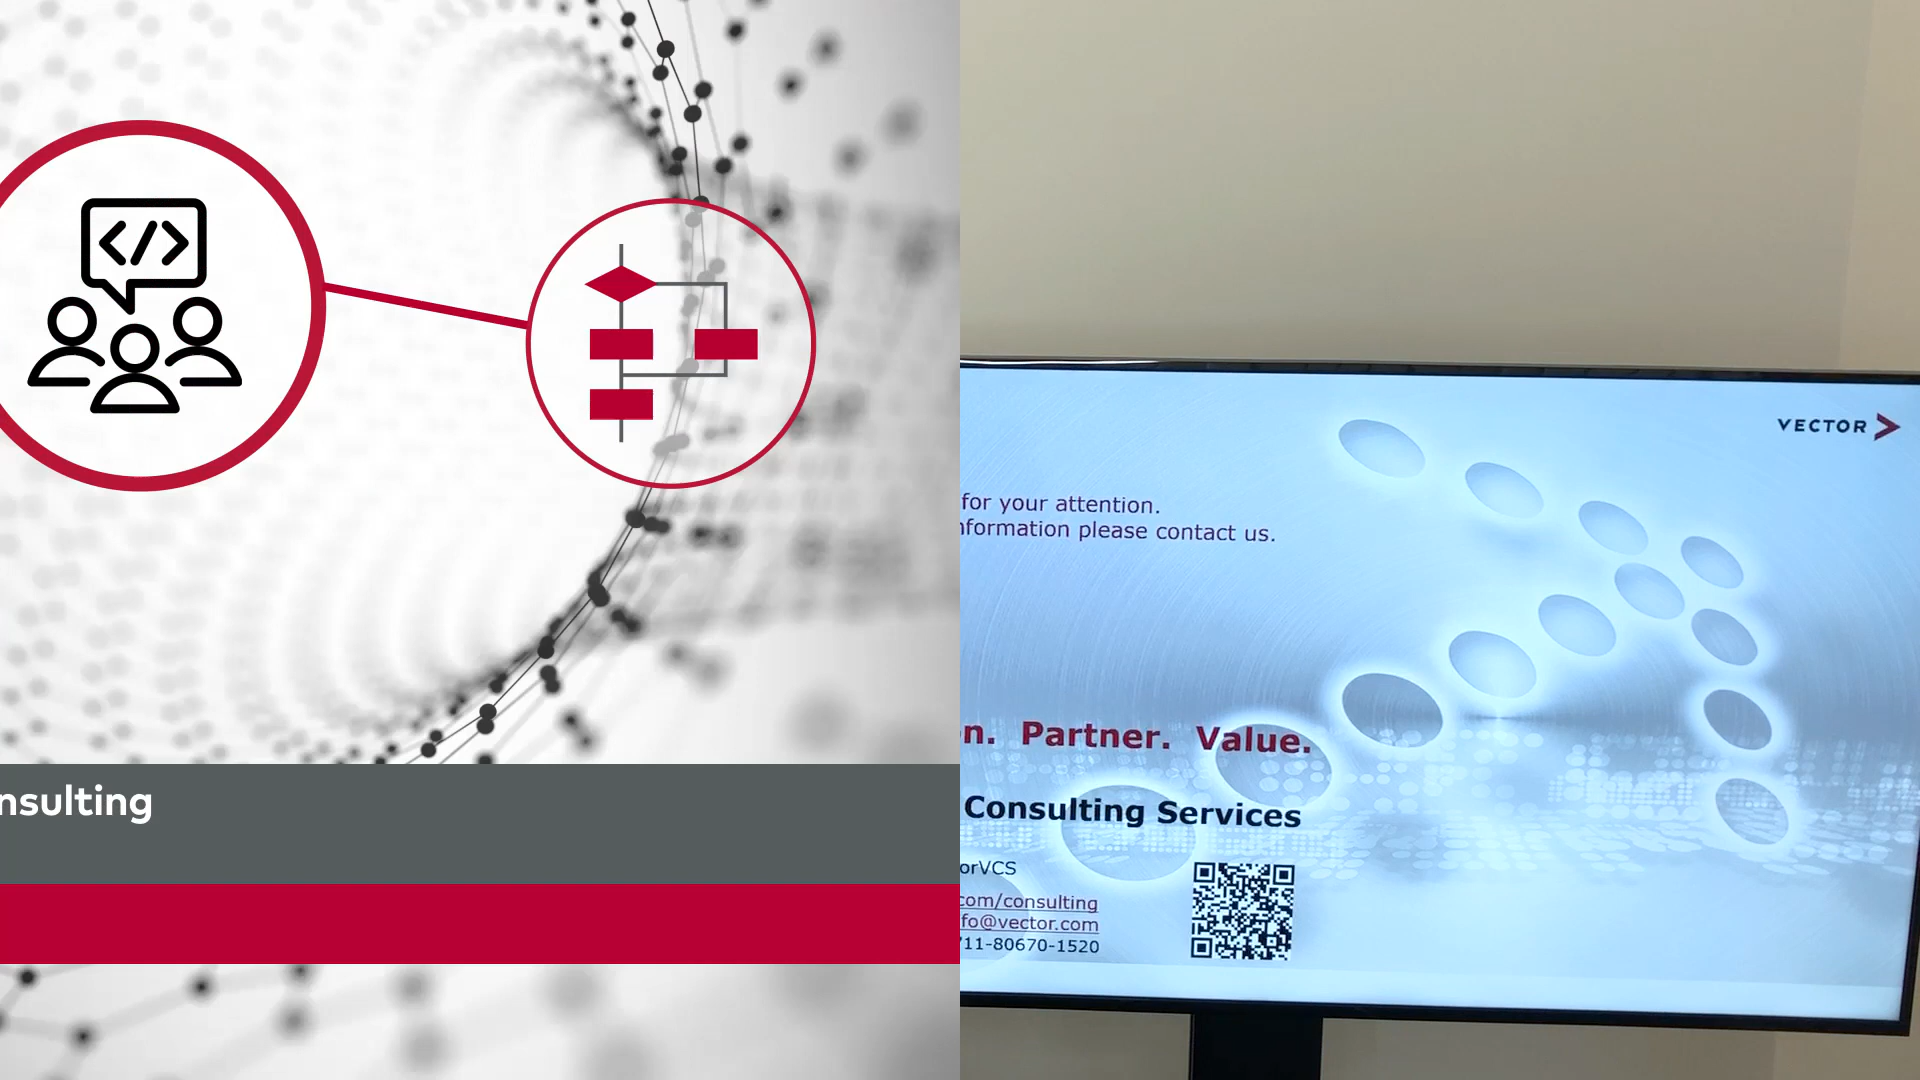 </>
nsulting
VECTOR
for your attention.
nformation please contact us.
n. Partner. Value.
Consulting Services
orVCS
com/consulting
fo@vector.com
711-80670-1520